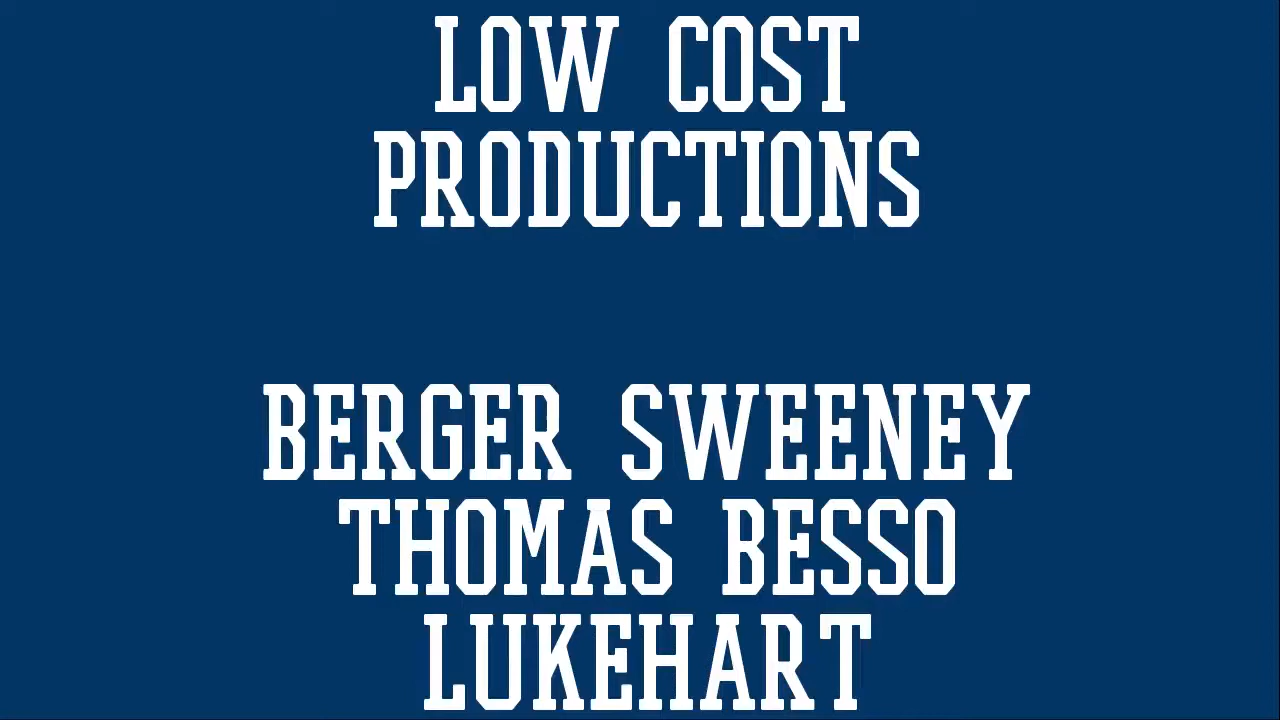 LOW COST
PRODUCTIONS
BERGER SWEENEY
THOMAS BESSO
LUKEHART